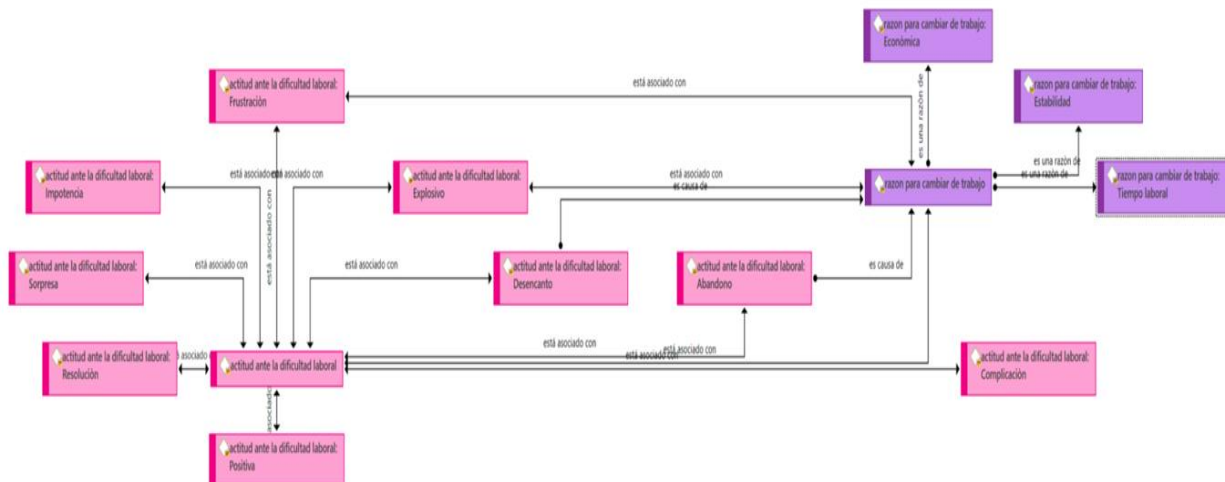 razon para cambiar de trabajo:
Económica
actitud ante la dificultad laboral:
Frustración
está asociado con
es una razón de
razon para cambiar de trabajo:
Estabilidad
actitud ante la dificultad laboral:
Impotencia
está asociado con
está asociado con
actitud ante la dificultad laboral:
Explosivo
está asociado con
es causa de
razon para cambiar de trabajo
es una razón de
es una razón de
razon para cambiar de trabajo:
Tiempo laboral
está asociado con
actitud ante la dificultad laboral:
Sorpresa
está asociado con
está asociado con
actitud ante la dificultad laboral:
Desencanto
actitud ante la dificultad laboral:
Abandono
es causa de
actitud ante la dificultad laboral:
Resolución
actitud ante la dificultad laboral
está asociado con
está asociado con
está asociado con
actitud ante la dificultad laboral:
Complicación
asociado
actitud ante la dificultad laboral:
Positiva